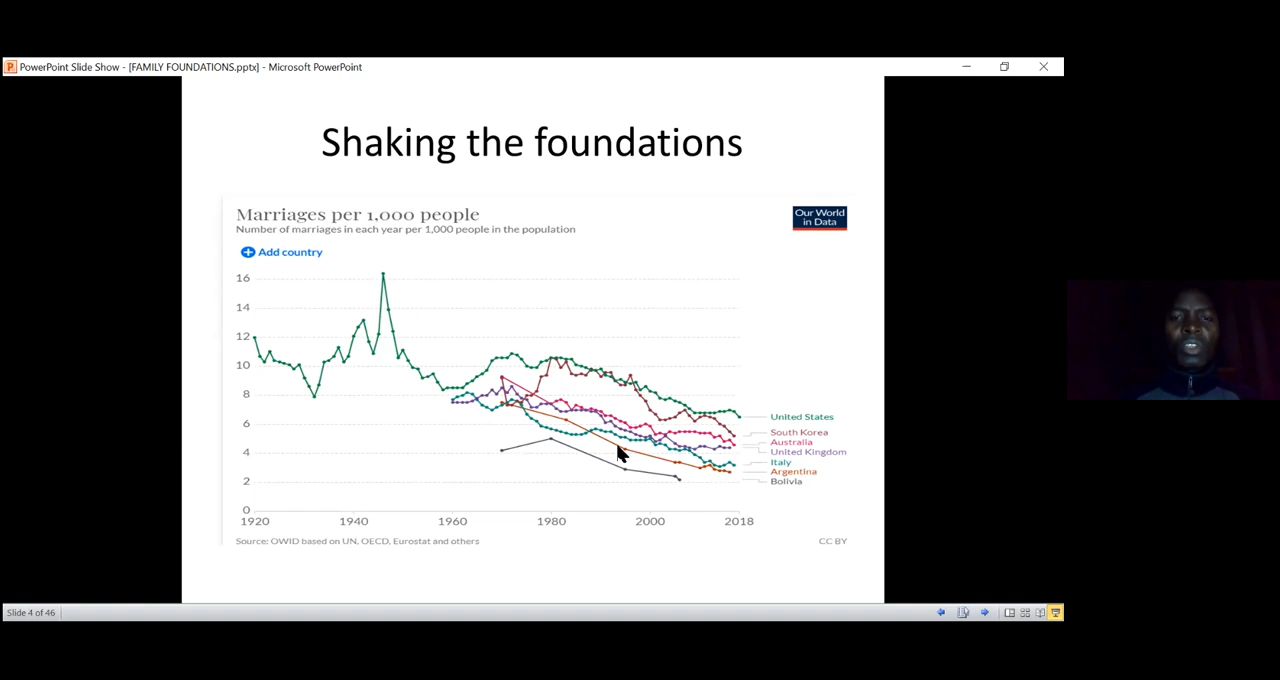 PowerPoint Slide Show - [FAMILY FOUNDATIONS.pptx] - Microsoft PowerPoint
Shaking the foundations
Marriages per 1,000 people
Number of marriages in each year per 1,000 people in the population
Our World
in Data
Add country
16
14
12
10
8
6
4
2
0
United States
South Korea
Australia
United Kingdom
Italy
Argentina
Bolivia
1920 1940 1960 1980 2000 2018
Source: OWID based on UN, OECD, Eurostat and others
CC BY
Slide 4 of 46